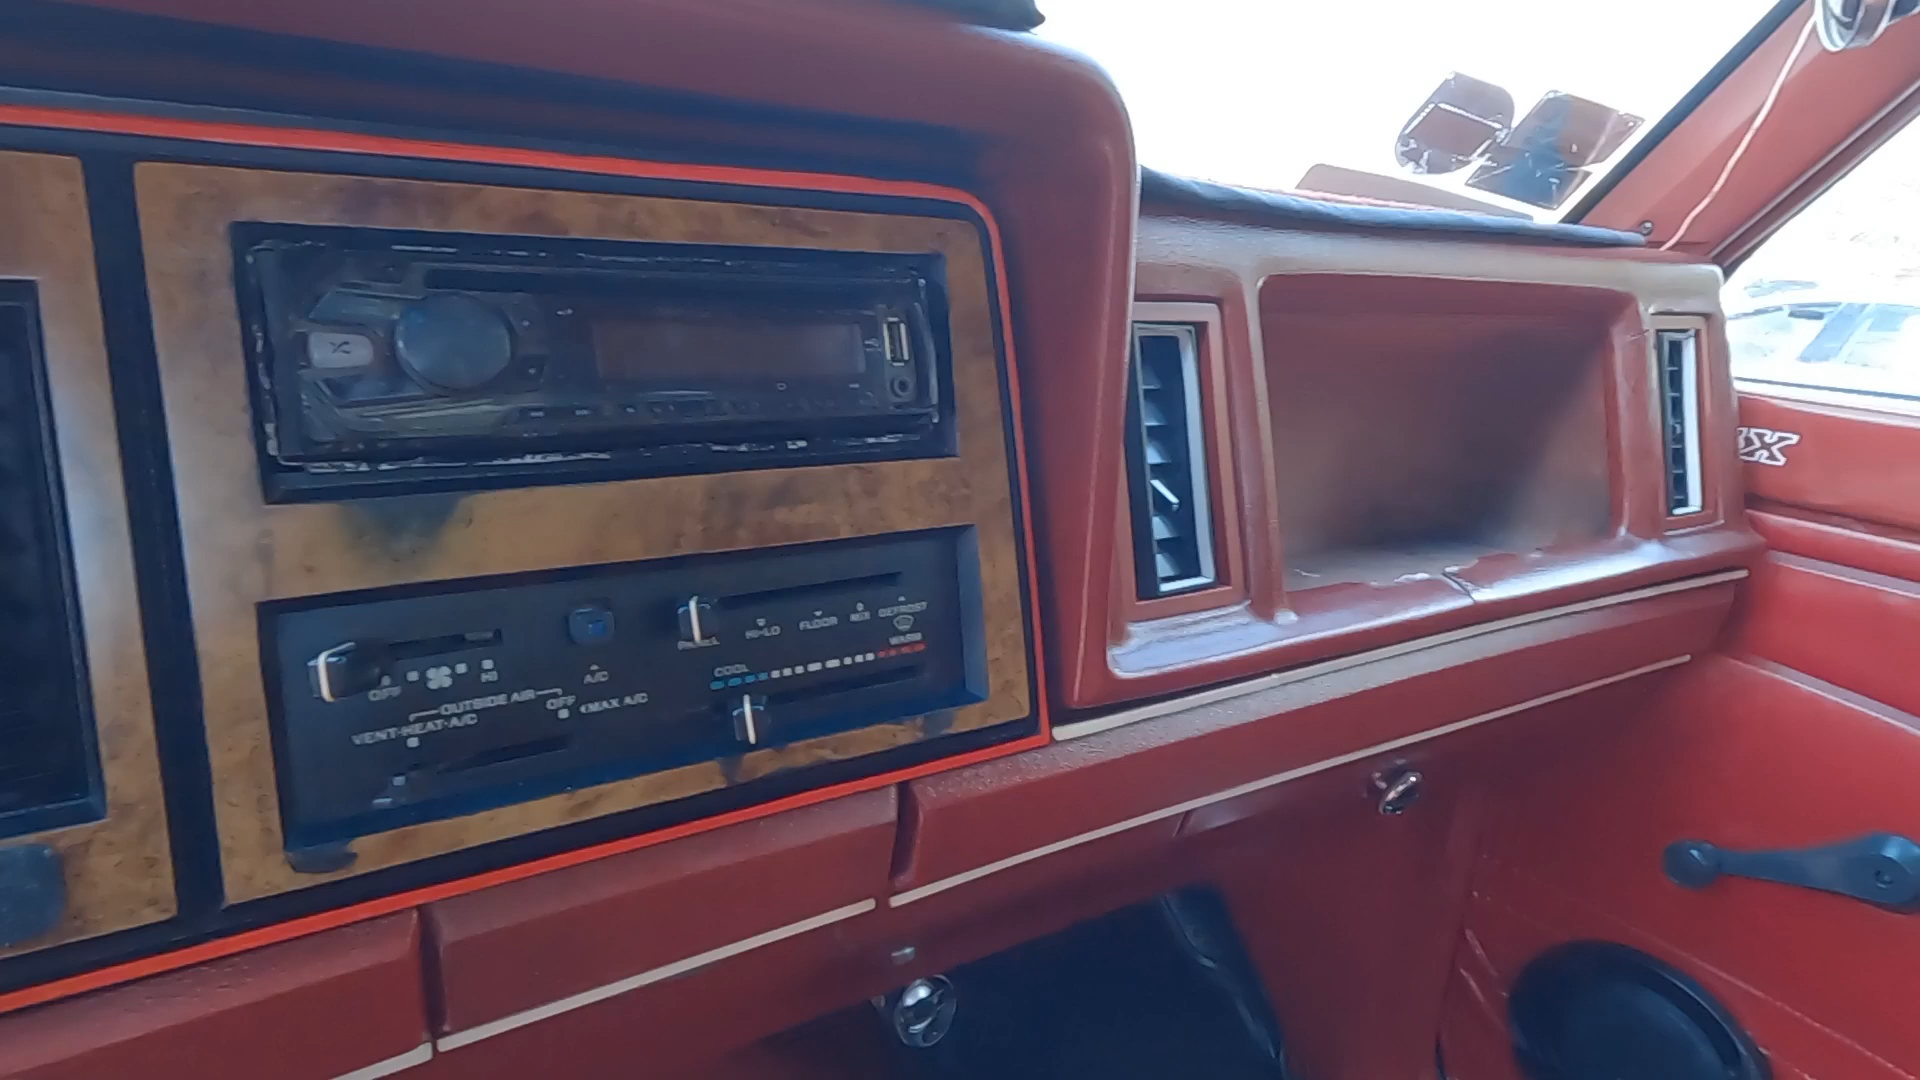 PANEL HI-LO FLOOR MIX DEFROST
OFF HI
A/C
COOL WARM
OUTSIDE AIR OFF
VENT-HEAT-A/C MAX A/C